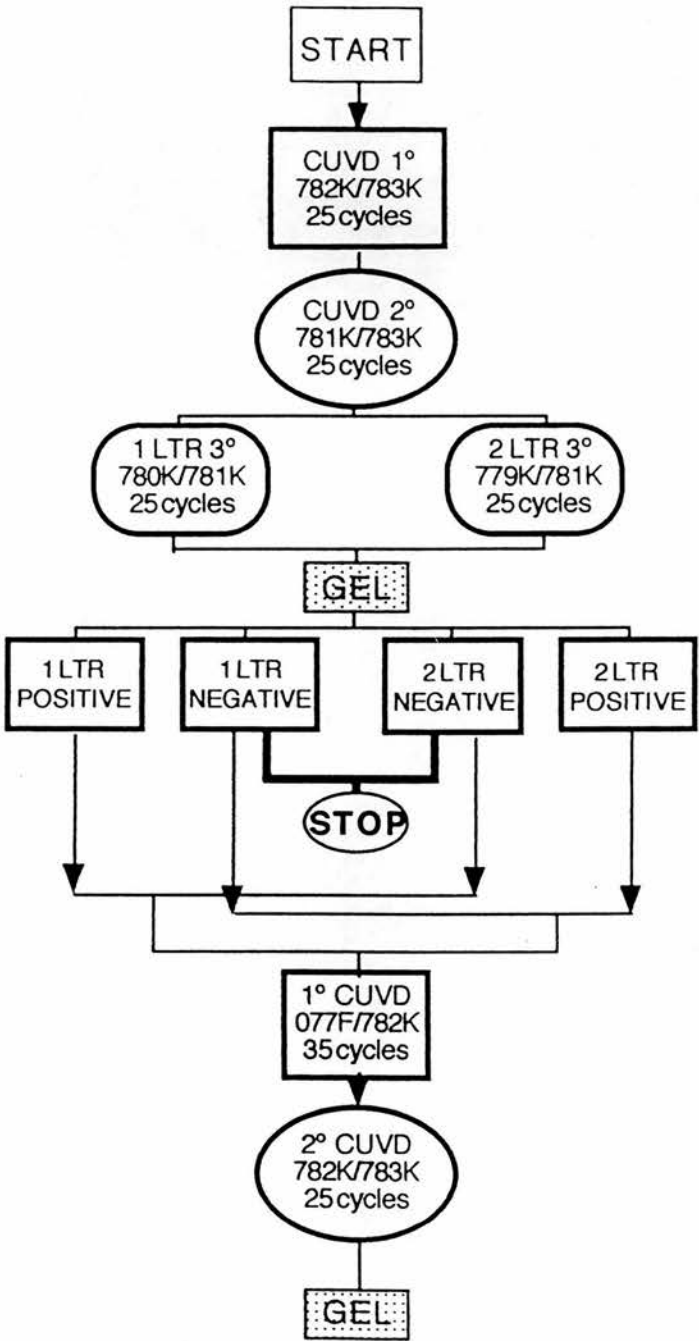 START
CUVD 1°
782K/783K
25 cycles
CUVD 2°
781K/783K
25 cycles
1 LTR 3°
780K/781K
25 cycles
2 LTR 3°
779K/781K
25 cycles
GEL
1 LTR
POSITIVE
1 LTR
NEGATIVE
2 LTR
NEGATIVE
2 LTR
POSITIVE
STOP
1° CUVD
077F/782K
35 cycles
2° CUVD
782K/783K
25 cycles
GEL